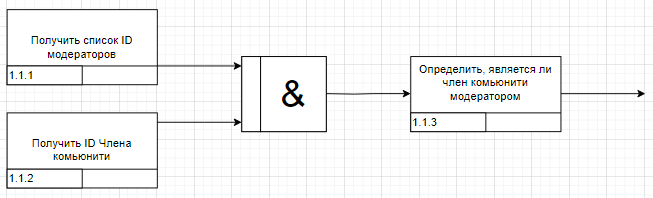 Получить список ID
модераторов
1.1.1
Получить ID Члена
комьюнити
1.1.2
&
Определить, является ли
член комьюнити
модератором
1.1.3